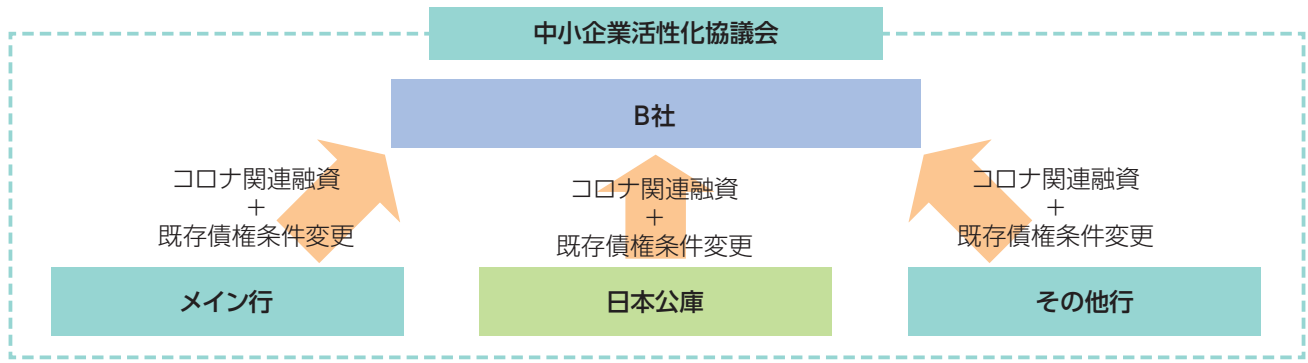 中小企業活性化協議会
B社
コロナ関連融資
+
既存債権条件変更
コロナ関連融資
+
既存債権条件変更
コロナ関連融資
+
既存債権条件変更
メイン行
日本公庫
その他行